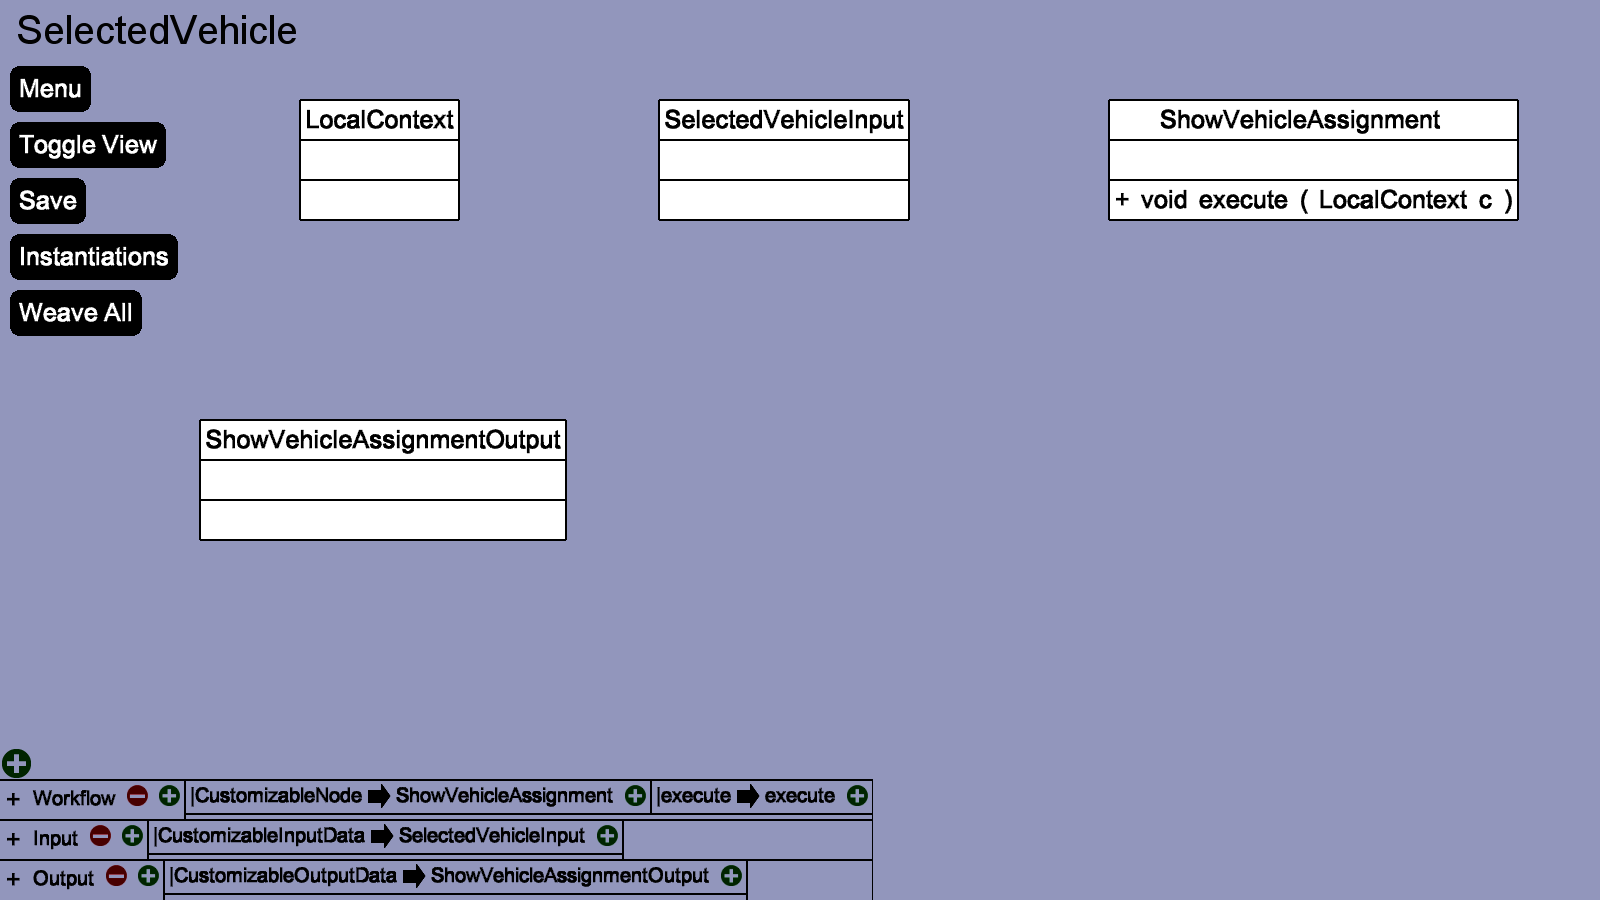 SelectedVehicle
Menu
Toggle View
Save
Instantiations
Weave All
LocalContext
SelectedVehicleInput
ShowVehicleAssignment
+ void execute ( LocalContext c )
ShowVehicleAssignmentOutput
+ Workflow |CustomizableNode ShowVehicleAssignment |execute execute
+ Input |CustomizableInputData SelectedVehicleInput
+ Output |CustomizableOutputData ShowVehicleAssignmentOutput